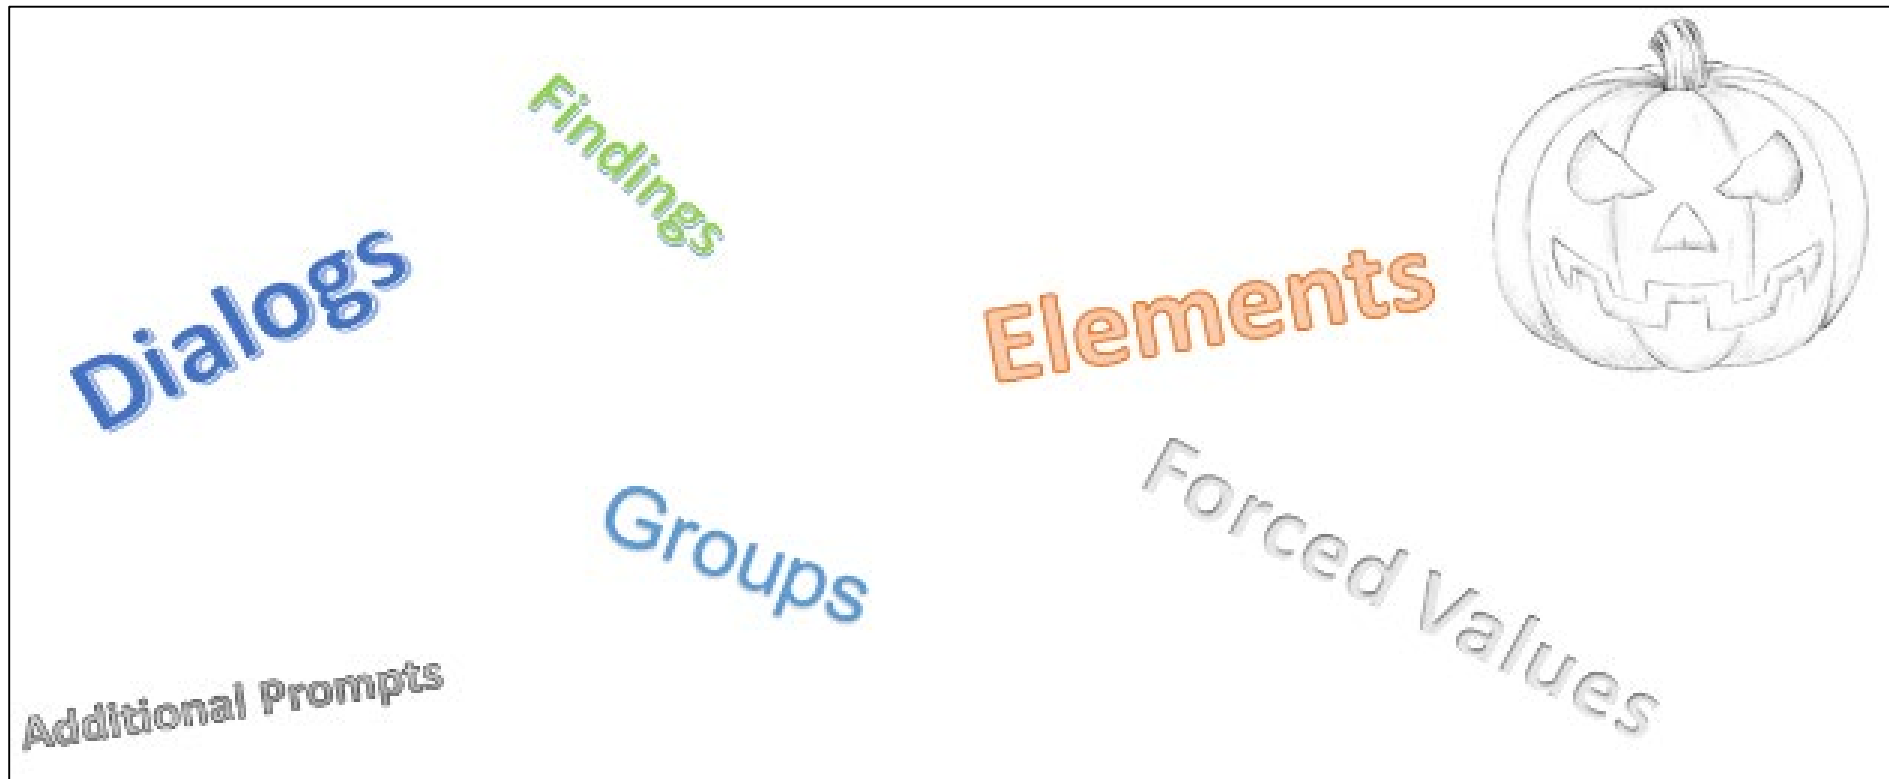 Findings
Dialogs
Elements
Groups
Forced Values
Additional Prompts